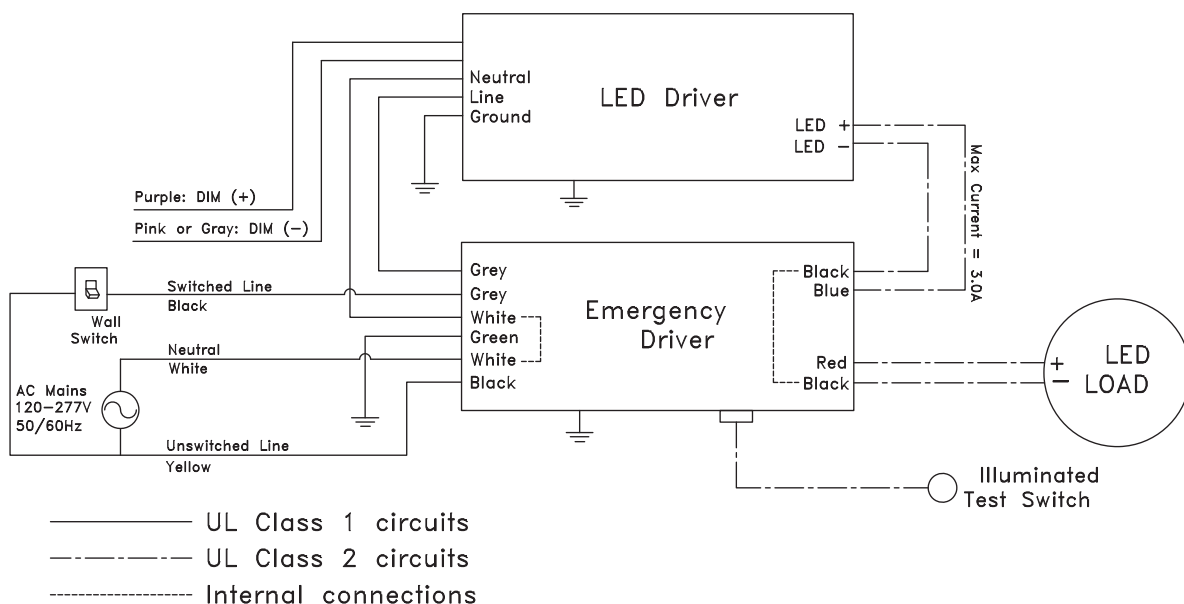 Neutral
Line
Ground
LED Driver
LED +
LED −
Max Current = 3.0A
Purple: DIM (+)
Pink or Gray: DIM (−)
Switched Line
Black
Wall
Switch
Neutral
White
AC Mains
120−277V
50/60Hz
Unswitched Line
Yellow
Grey
Grey
White
Green
White
Black
Emergency
Driver
Black
Blue
Red
Black
+
−
LED
LOAD
Illuminated
Test Switch
UL Class 1 circuits
UL Class 2 circuits
Internal connections